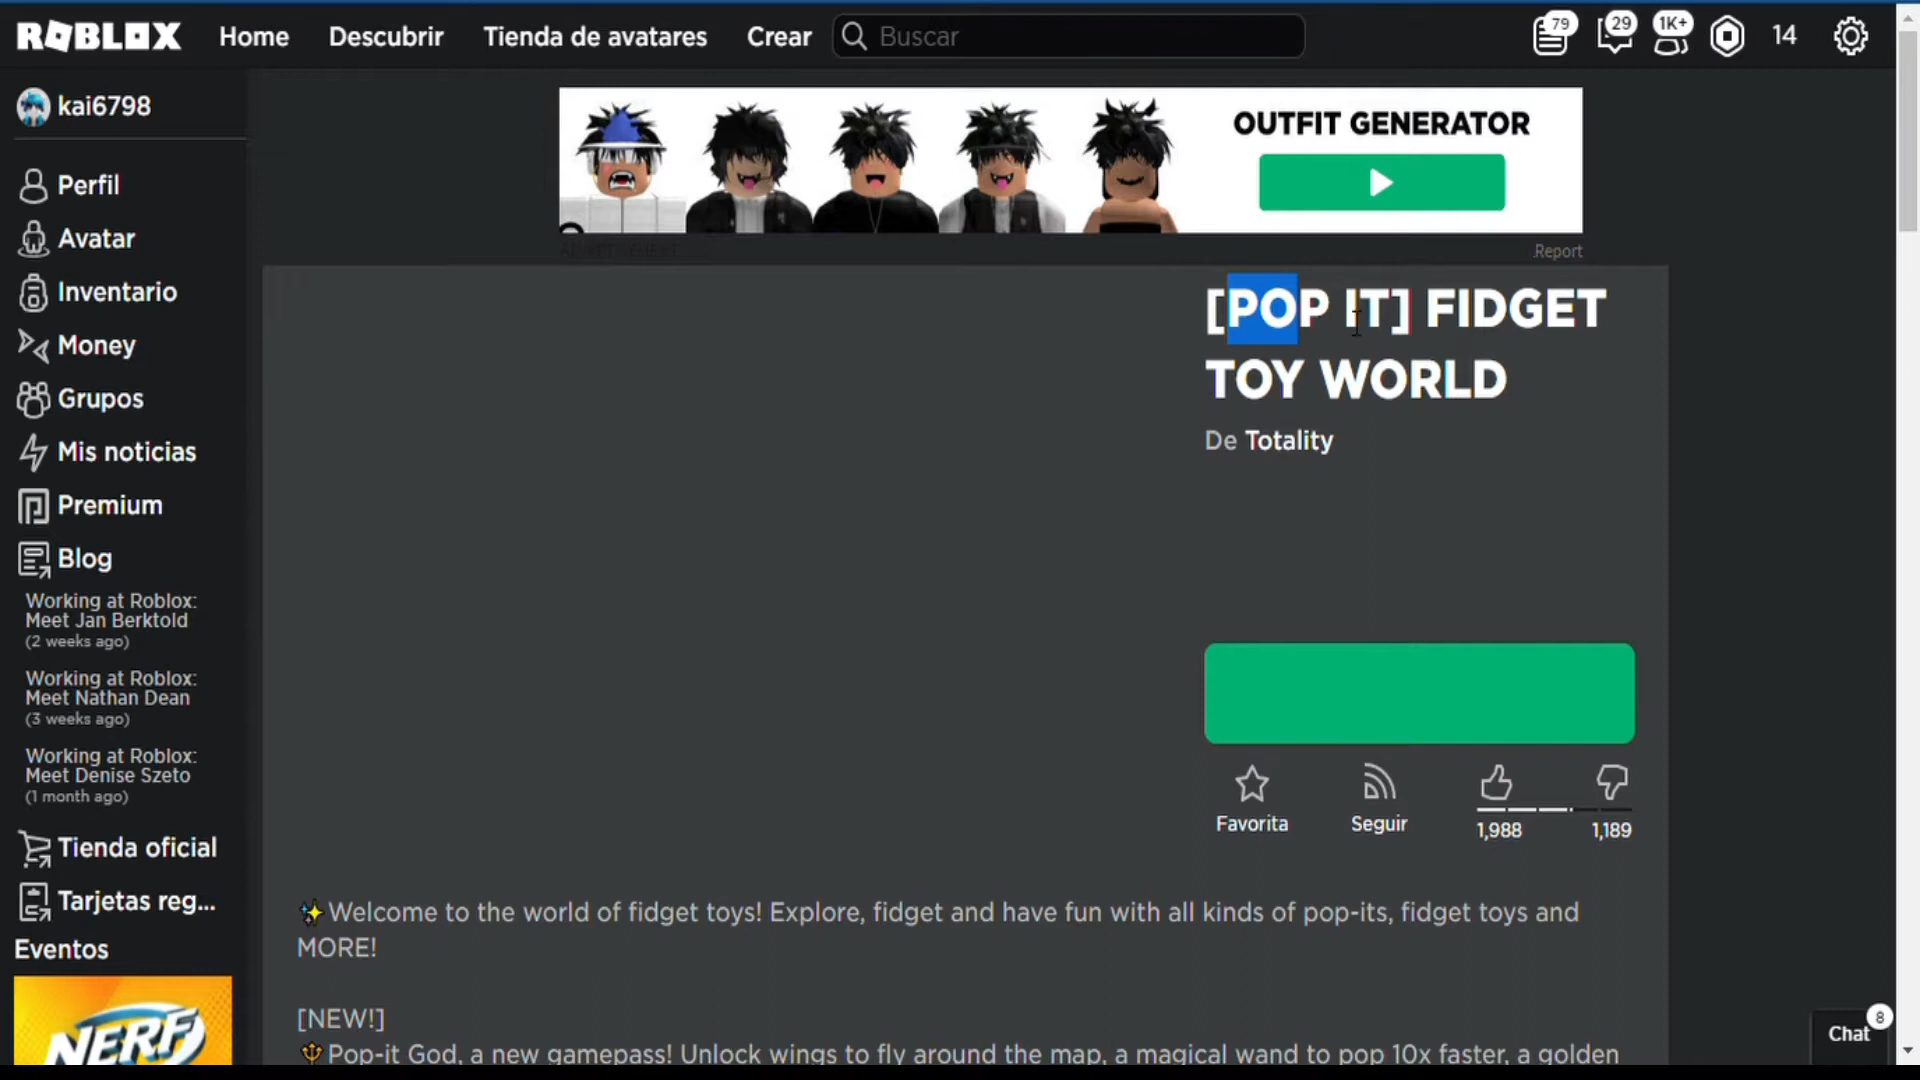 ROBLOX Home Descubrir Tienda de avatares Crear Buscar 79 29 1K+ 14
kai6798
Perfil
Avatar
Inventario
Money
Grupos
Mis noticias
Premium
Blog
Working at Roblox:
Meet Jan Berktold
(2 weeks ago)
Working at Roblox:
Meet Nathan Dean
(3 weeks ago)
Working at Roblox:
Meet Denise Szeto
(1 month ago)
Tienda oficial
Tarjetas reg...
Eventos
NERF
OUTFIT GENERATOR
ADVERTISEMENT Report
[POP IT] FIDGET
TOY WORLD
De Totality
Favorita Seguir 1,988 1,189
✨Welcome to the world of fidget toys! Explore, fidget and have fun with all kinds of pop-its, fidget toys and
MORE!
[NEW!]
🔱Pop-it God, a new gamepass! Unlock wings to fly around the map, a magical wand to pop 10x faster, a golden
Chat 8